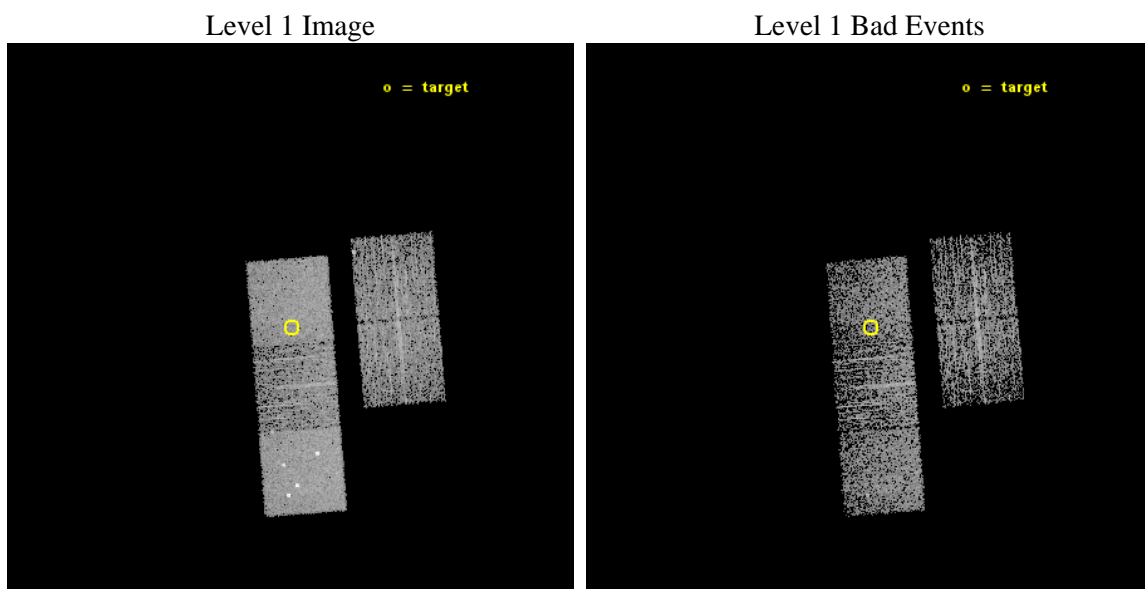 Level 1 Image
Level 1 Bad Events
o = target
o = target